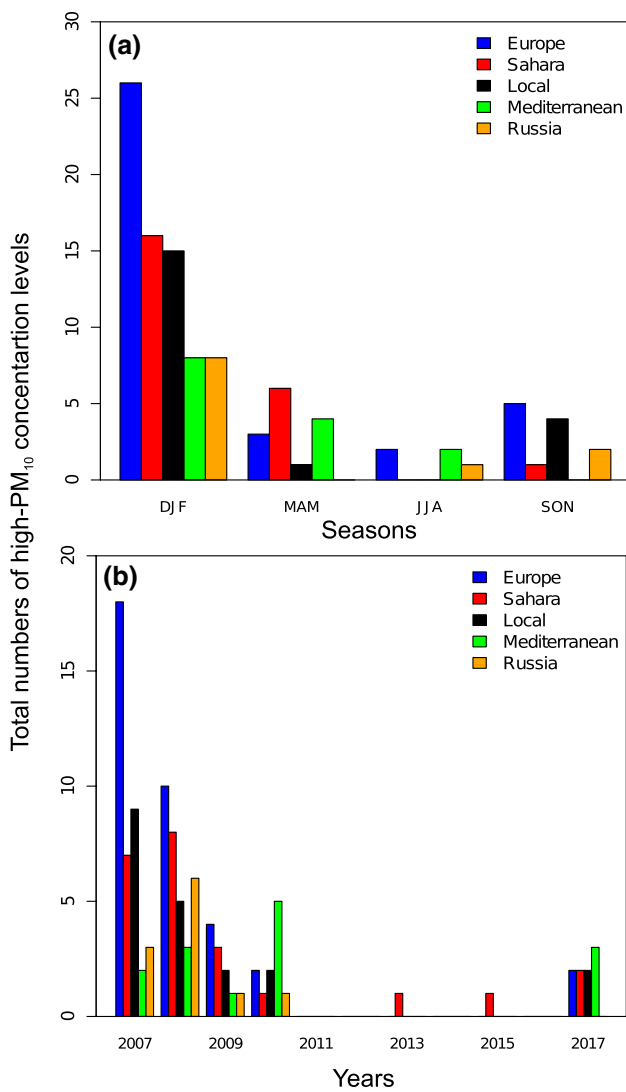 Total numbers of high-PM10 concentartion levels
(a)
Europe
Sahara
Local
Mediterranean
Russia
30
25
20
15
10
5
0
DJF MAM JJA SON
Seasons
(b)
Europe
Sahara
Local
Mediterranean
Russia
20
15
10
5
0
2007 2009 2011 2013 2015 2017
Years